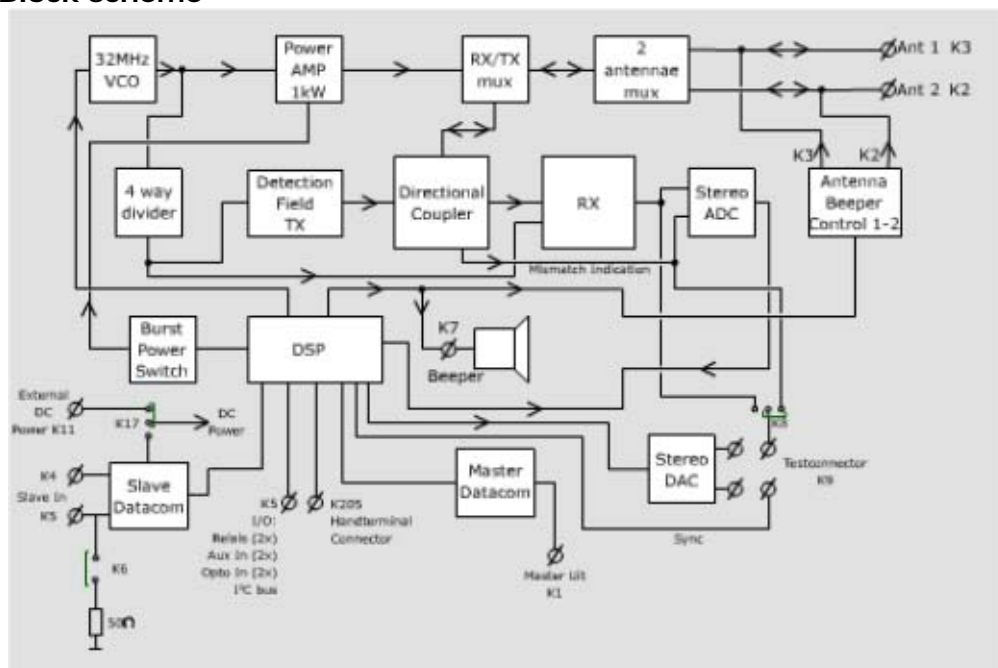 Block scheme
32MHz
VCO
Power
AMP
1kW
RX/TX
mux
2
antennae
mux
Ant 1 K3
Ant 2 K2
K3
K2
4 way
divider
Detection
Field
TX
Directional
Coupler
RX
Stereo
ADC
Antenna
Beeper
Control 1-2
Mismatch Indication
Burst
Power
Switch
DSP
K7
Beeper
External
DC
Power K11
K17
DC
Power
K8
K4
Slave In
K5
Slave
Datacom
K5
I/O:
Relais (2x)
Aux In (2x)
Opto In (2x)
I²C bus
K205
Handterminal
Connector
Master
Datacom
Stereo
DAC
Testconnector
K9
Sync
K6
Master Uit
K1
50Ω